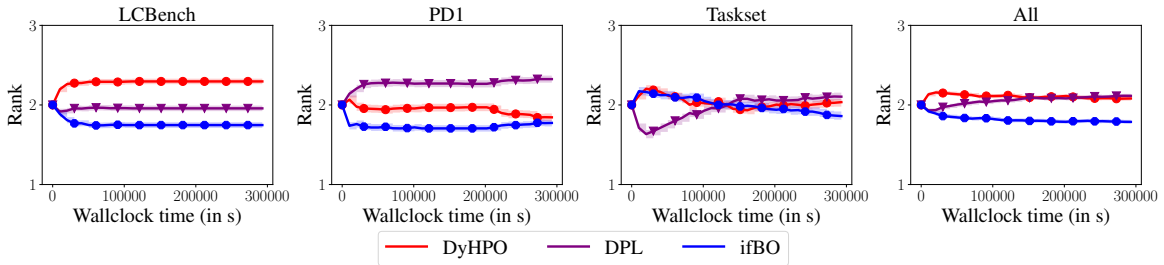 LCBench
PD1
Taskset
All
Rank
3
2
1
0
100000
200000
300000
Wallclock time (in s)
Rank
3
2
1
0
100000
200000
300000
Wallclock time (in s)
Rank
3
2
1
0
100000
200000
300000
Wallclock time (in s)
Rank
3
2
1
0
100000
200000
300000
Wallclock time (in s)
DyHPO
DPL
ifBO